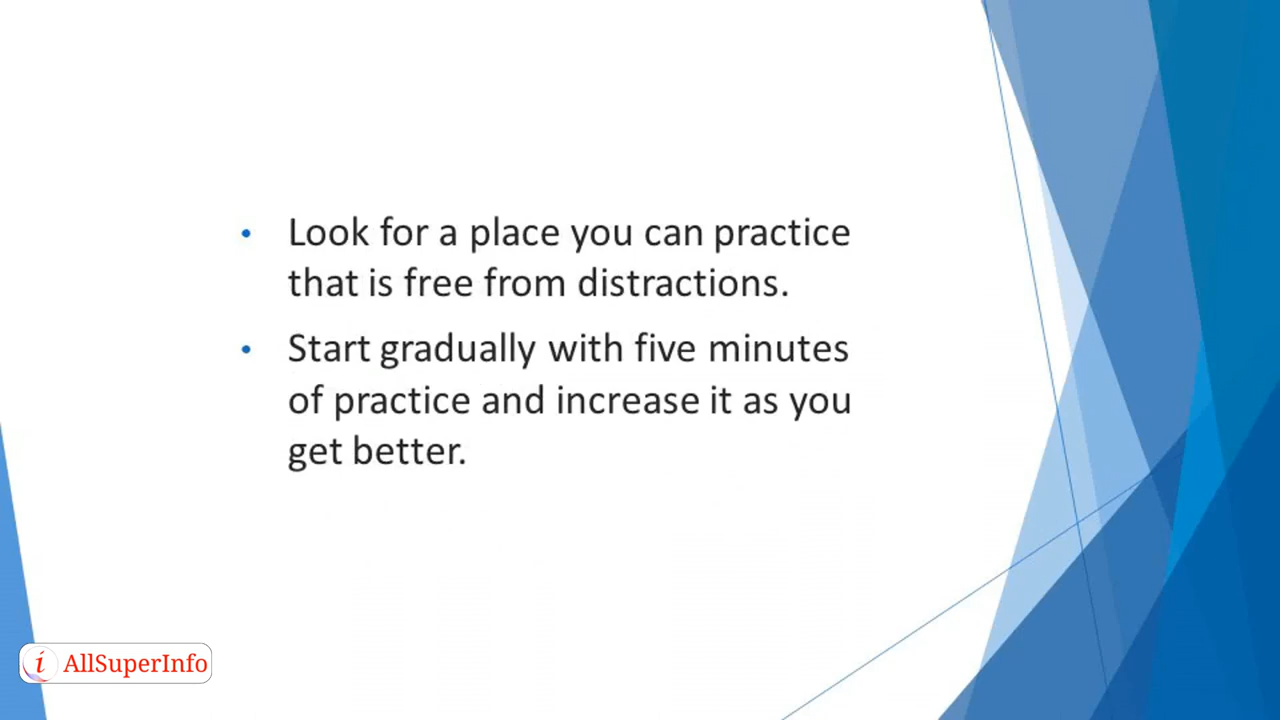 • Look for a place you can practice
that is free from distractions.
• Start gradually with five minutes
of practice and increase it as you
get better.
i AllSuperInfo